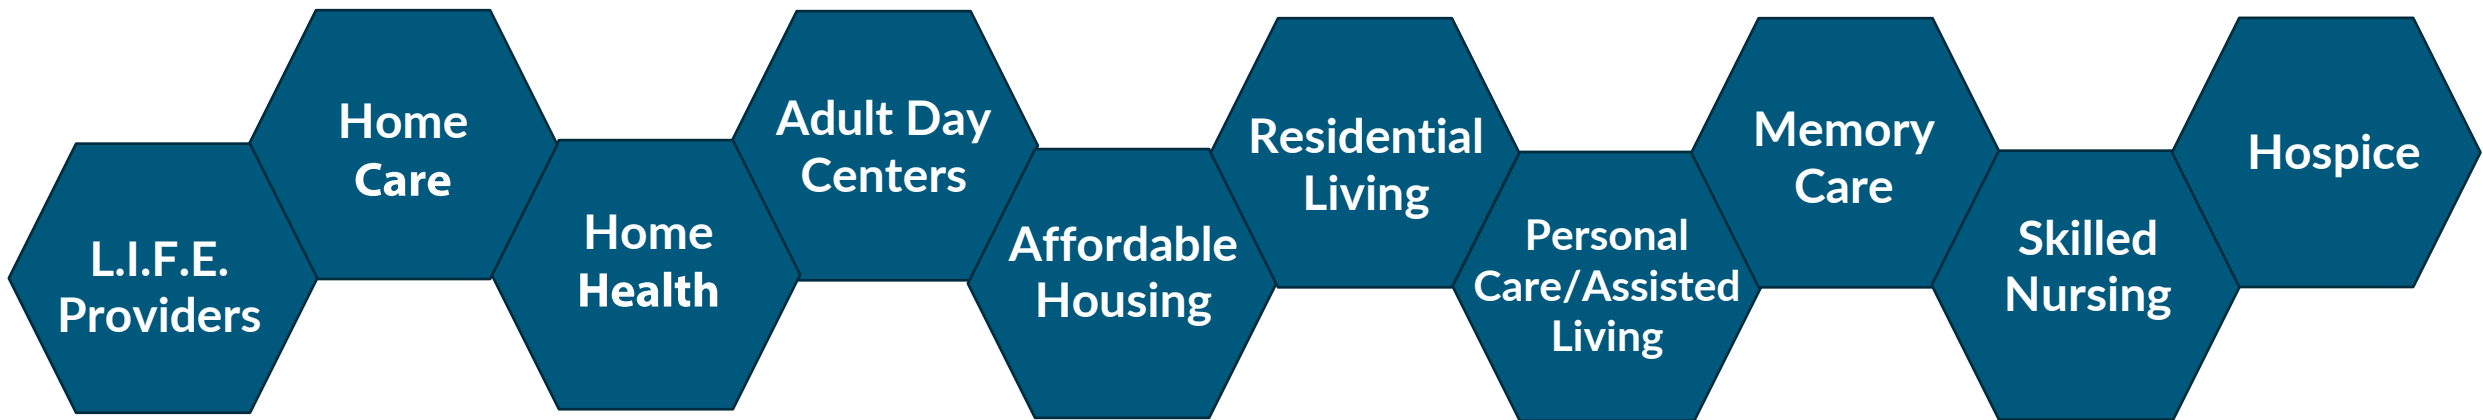 L.I.F.E.
Providers
Home
Care
Home
Health
Adult Day
Centers
Affordable
Housing
Residential
Living
Personal
Care/Assisted
Living
Memory
Care
Skilled
Nursing
Hospice